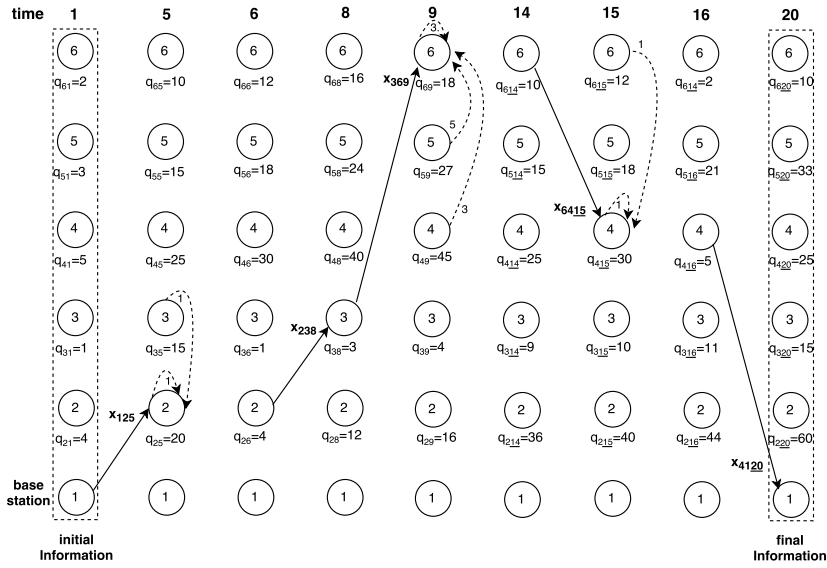 time 1 5 6 8 9 14 15 16 20
3 1
6 6 6 6 6 6 6 6 6
x369
q61=2 q65=10 q66=12 q68=16 q69=18 q614=10 q615=12 q614=2 q620=10
5
5 5 5 5 5 5 5 5 5
q51=3 q55=15 q56=18 q58=24 q59=27 q514=15 q515=18 q516=21 q520=33
3 x6415 1
4 4 4 4 4 4 4 4 4
q41=5 q45=25 q46=30 q48=40 q49=45 q414=25 q415=30 q416=5 q420=25
1
3 3 3 3 3 3 3 3 3
x238
q31=1 q35=15 q36=1 q38=3 q39=4 q314=9 q315=10 q316=11 q320=15
1
2 2 2 2 2 2 2 2 2
x125
q21=4 q25=20 q26=4 q28=12 q29=16 q214=36 q215=40 q216=44 q220=60
x4120
base
station
1 1 1 1 1 1 1 1 1
initial
Information
final
Information